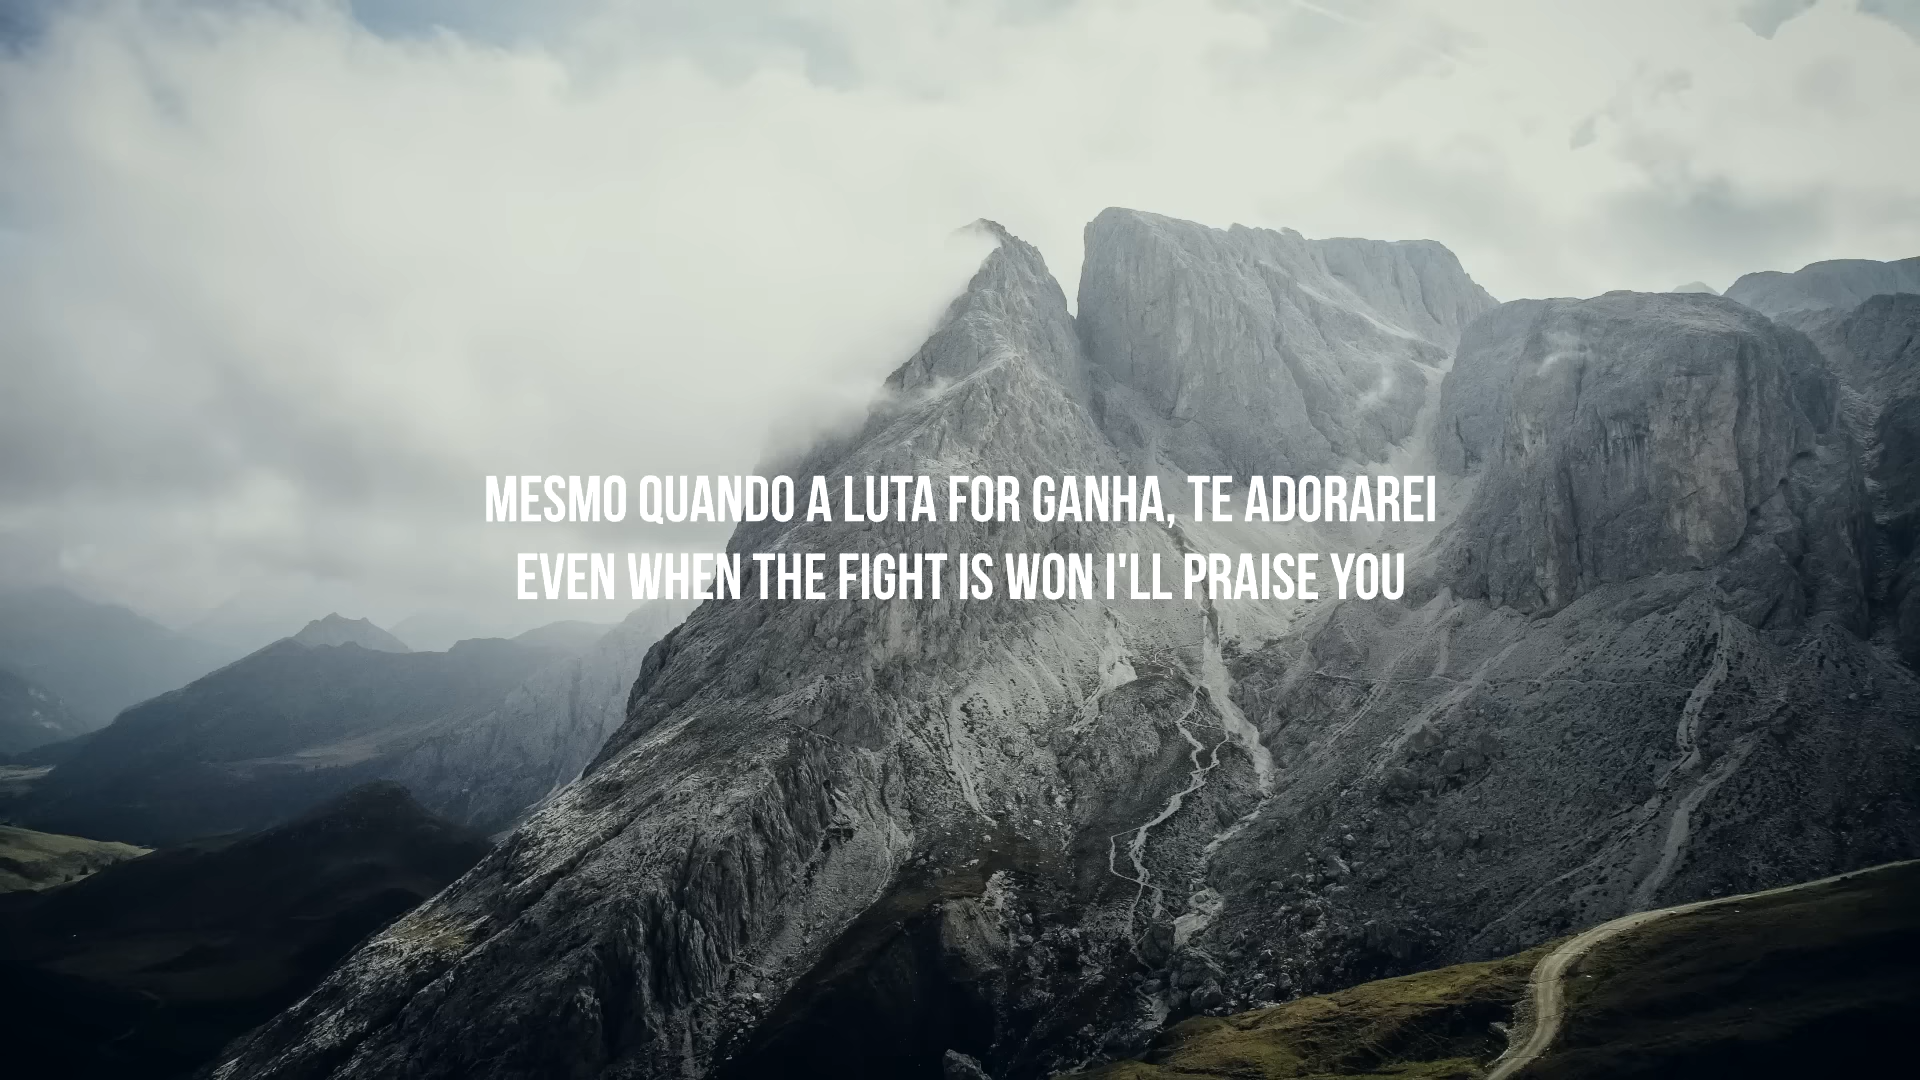 MESMO QUANDO A LUTA FOR GANHA, TE ADORAREI
EVEN WHEN THE FIGHT IS WON I'LL PRAISE YOU